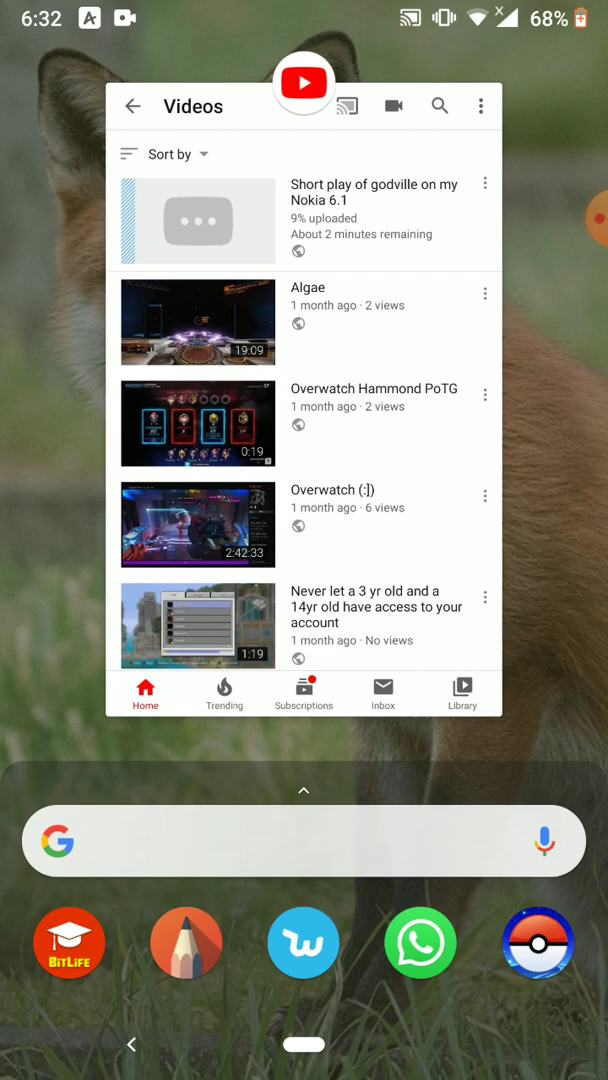 6:32
68%
Videos
Sort by
Short play of godville on my
Nokia 6.1
9% uploaded
About 2 minutes remaining
Algae
1 month ago · 2 views
19:09
Overwatch Hammond PoTG
1 month ago · 2 views
0:19
Overwatch (:])
1 month ago · 6 views
2:42:33
Never let a 3 yr old and a
14yr old have access to your
account
1 month ago · No views
1:19
Home
Trending
Subscriptions
Inbox
Library
BitLife